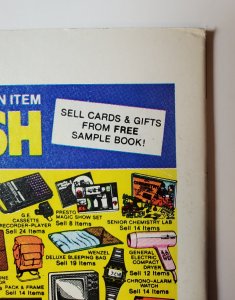 N ITEM
SH
SELL CARDS & GIFTS
FROM FREE
SAMPLE BOOK!
G.E.
CASSETTE
RECORDER-PLAYER
Sell 24 Items
PRESTO
MAGIC SHOW SET
Sell 8 Items
SENIOR CHEMISTRY LAB
Sell 14 Items
WENZEL
DELUXE SLEEPING BAG
Sell 19 Items
GENERAL
ELECTRIC
COMPACT
DRYER
Sell 12 Items
PACK & FRAME
Sell 14 Items
CHRONO-ALARM
WATCH
Sell 14 Items